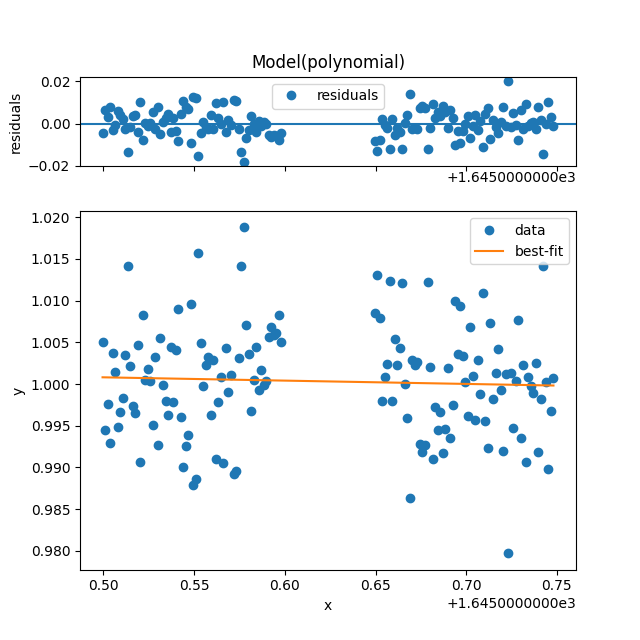 Model(polynomial)
0.02
0.00
−0.02
residuals
residuals
+1.6450000000e3
1.020
1.015
1.010
1.005
1.000
0.995
0.990
0.985
0.980
y
data
best-fit
0.50 0.55 0.60 0.65 0.70 0.75
x
+1.6450000000e3